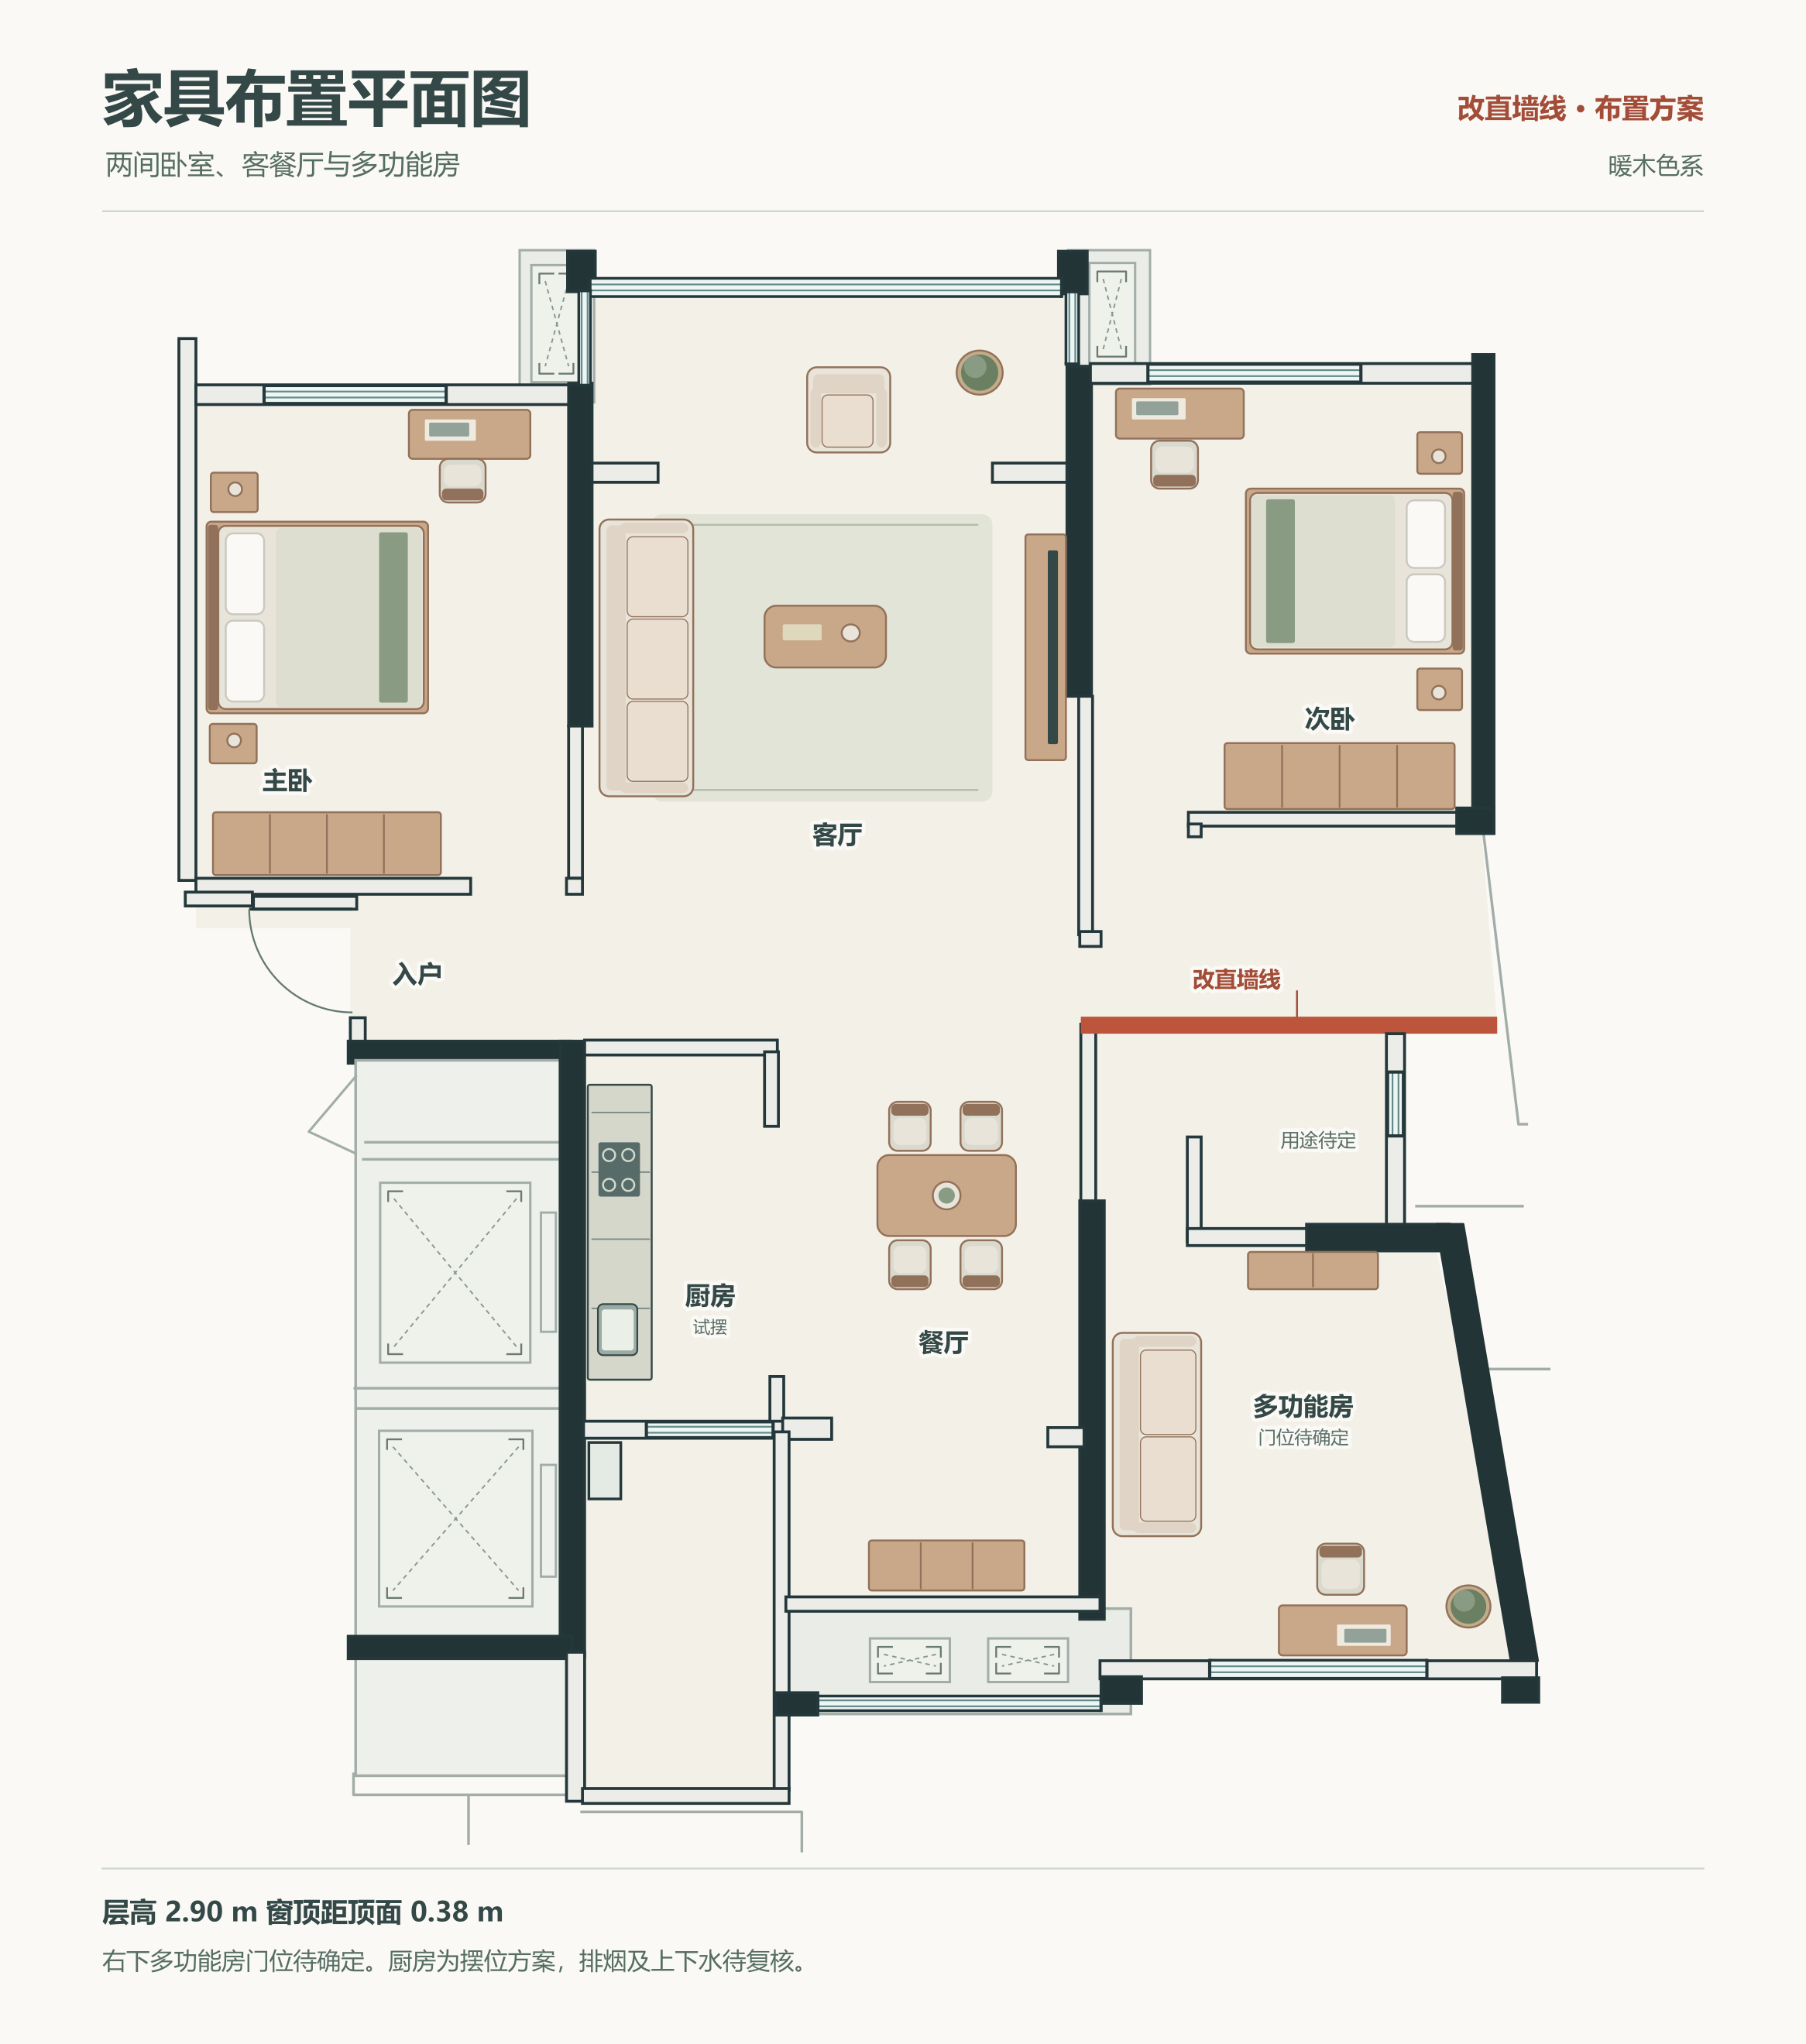 家具布置平面图
改直墙线·布置方案
两间卧室、客餐厅与多功能房
暖木色系
次卧
主卧
客厅
入户
改直墙线
用途待定
厨房
试摆
餐厅
多功能房
门位待确定
层高 2.90 m 窗顶距顶面 0.38 m
右下多功能房门位待确定。厨房为摆位方案，排烟及上下水待复核。